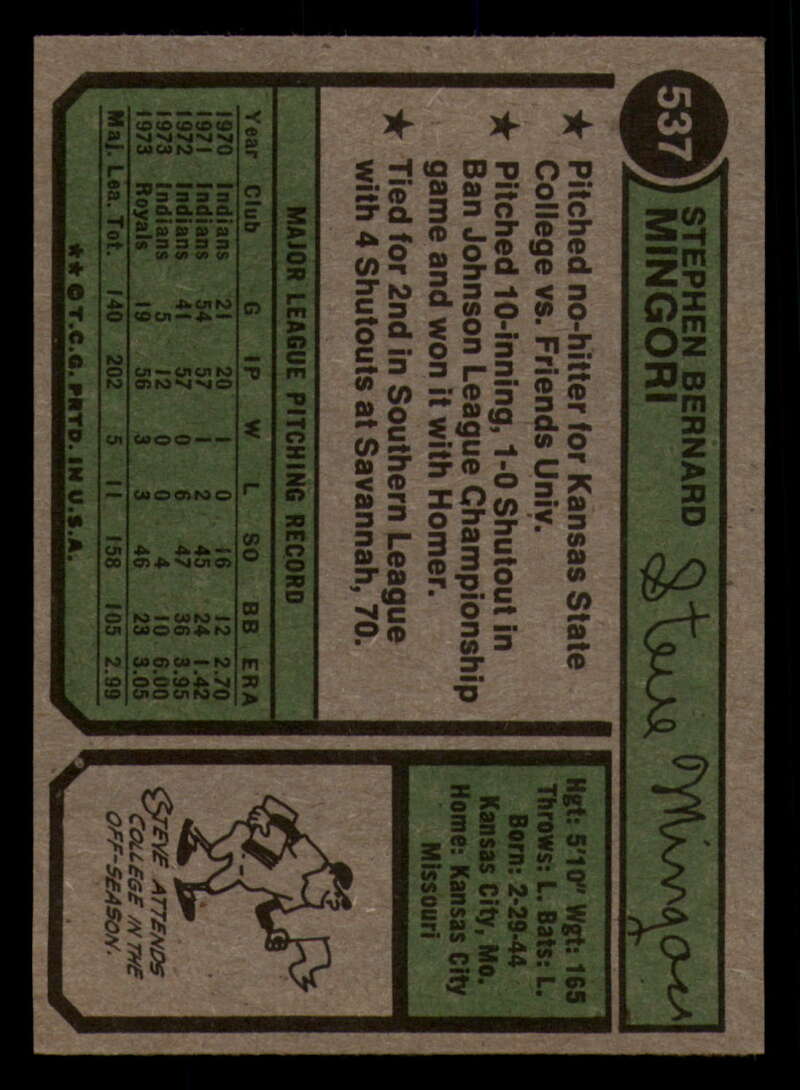 537
STEPHEN BERNARD
MINGORI
Steve Mingori
★ Pitched no-hitter for Kansas State
College vs. Friends Univ.
★ Pitched 10-inning, 1-0 Shutout in
Ban Johnson League Championship
game and won it with Homer.
★ Tied for 2nd in Southern League
with 4 Shutouts at Savannah, 70.
MAJOR LEAGUE PITCHING RECORD
Year Club G IP W L SO BB ERA
1970 Indians 21 20 1 0 16 12 2.70
1971 Indians 54 57 1 2 45 24 1.42
1972 Indians 41 57 0 6 47 36 3.95
1973 Indians 5 12 0 0 4 10 6.00
1973 Royals 19 56 3 3 46 23 3.05
Maj. Lea. Tot. 140 202 5 11 158 105 2.99
**© T.C.G. PRTD. IN U.S.A.
Hgt: 5'10" Wgt: 165
Throws: L. Bats: L.
Born: 2-29-44
Kansas City, Mo.
Home: Kansas City
Missouri
STEVE ATTENDS
COLLEGE IN THE
OFF-SEASON.